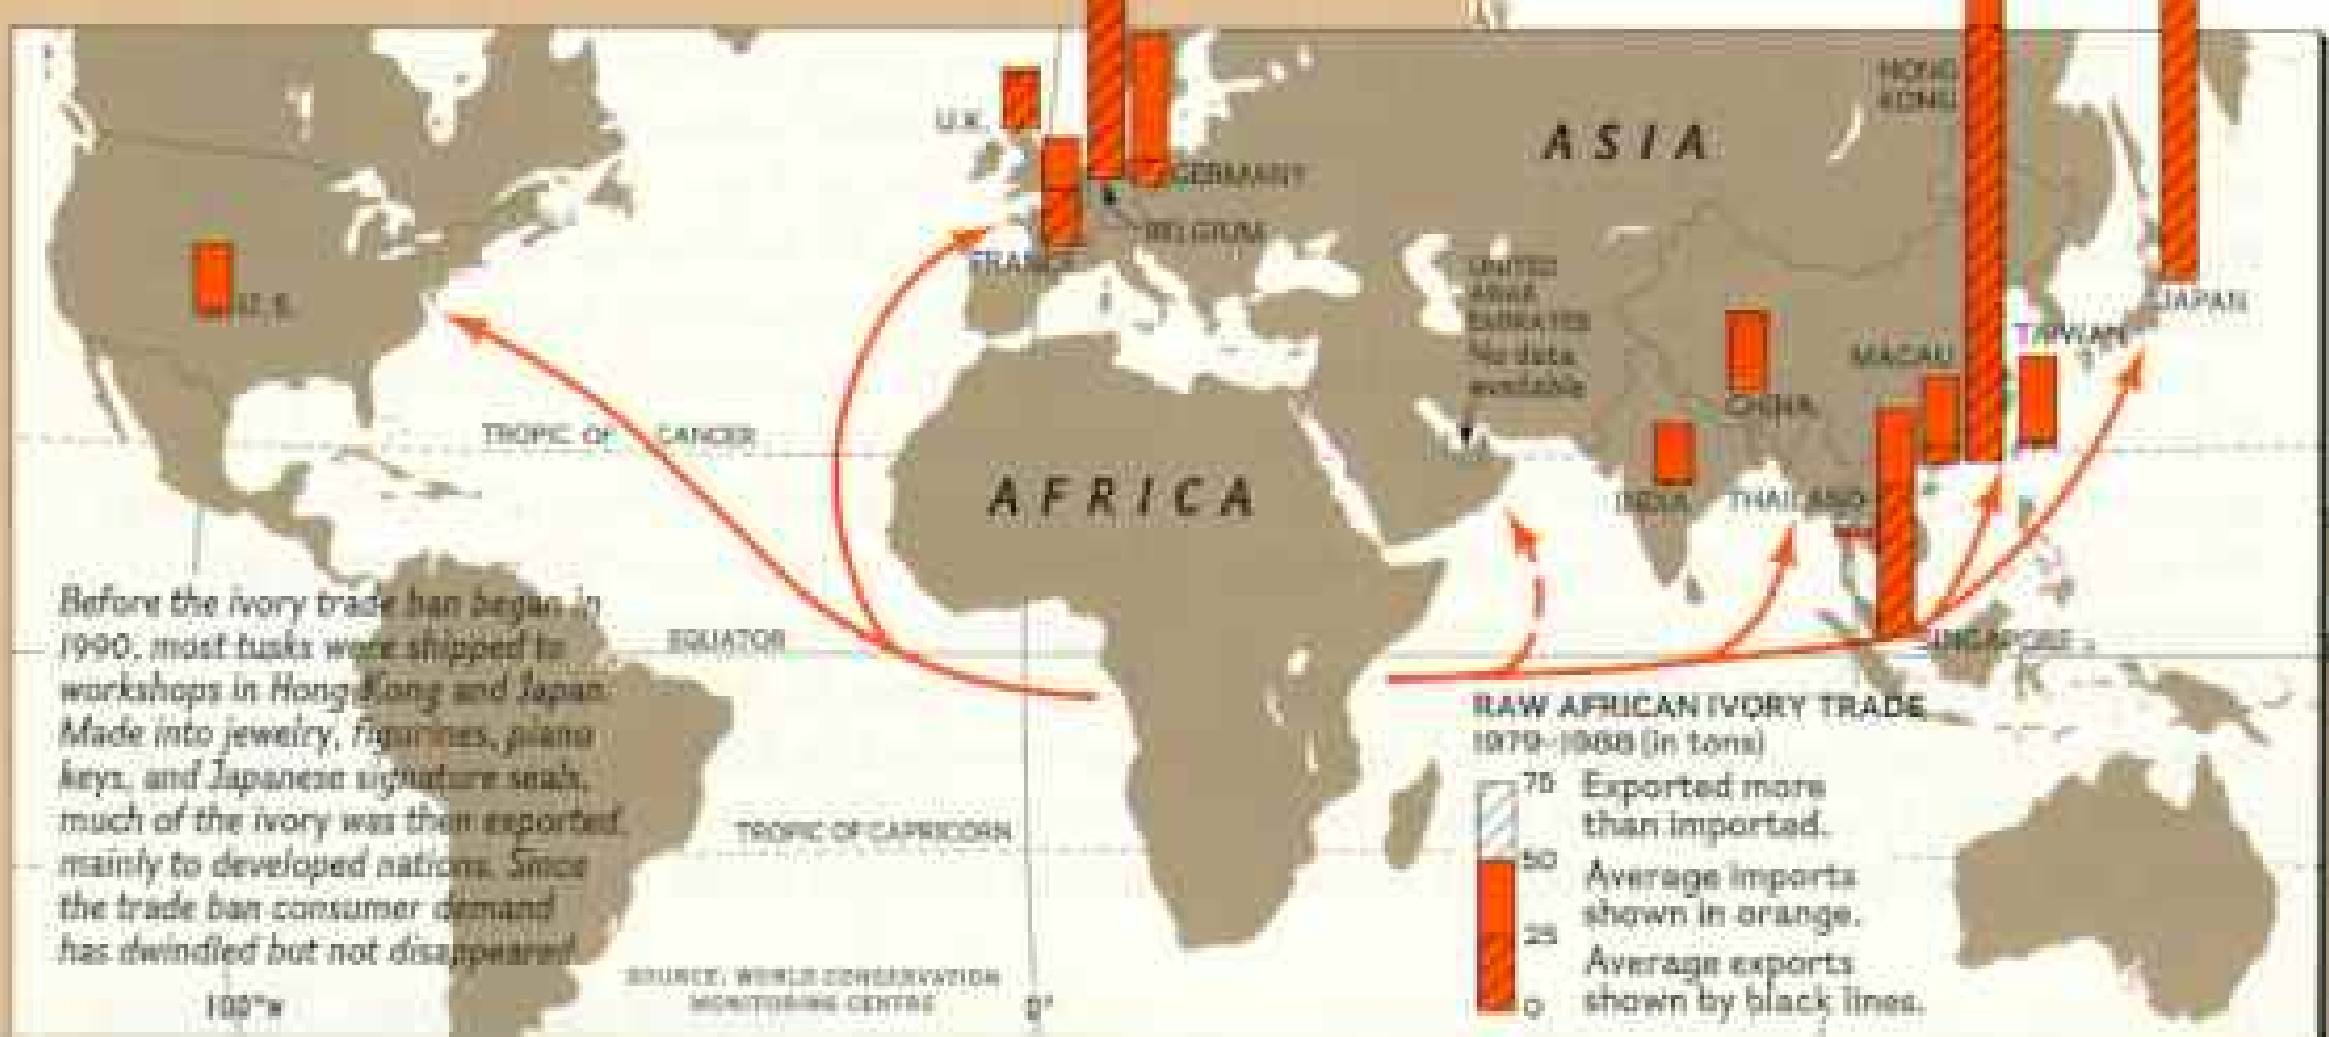 HONG
KONG
ASIA
U.K.
GERMANY
BELGIUM
FRANCE
UNITED
ARAB
EMIRATES
No data
available
U.S.
JAPAN
TAIWAN
MACAU
CHINA
TROPIC OF CANCER
AFRICA
INDIA
THAILAND
Before the ivory trade ban began in
1990, most tusks were shipped to
workshops in Hong Kong and Japan.
Made into jewelry, figurines, piano
keys, and Japanese signature seals,
much of the ivory was then exported,
mainly to developed nations. Since
the trade ban consumer demand
has dwindled but not disappeared.
EQUATOR
SINGAPORE
TROPIC OF CAPRICORN
RAW AFRICAN IVORY TRADE
1979-1988 (in tons)
75
Exported more
than imported.
50
Average imports
shown in orange.
25
Average exports
shown by black lines.
0
SOURCE: WORLD CONSERVATION
MONITORING CENTRE
100°W
0°